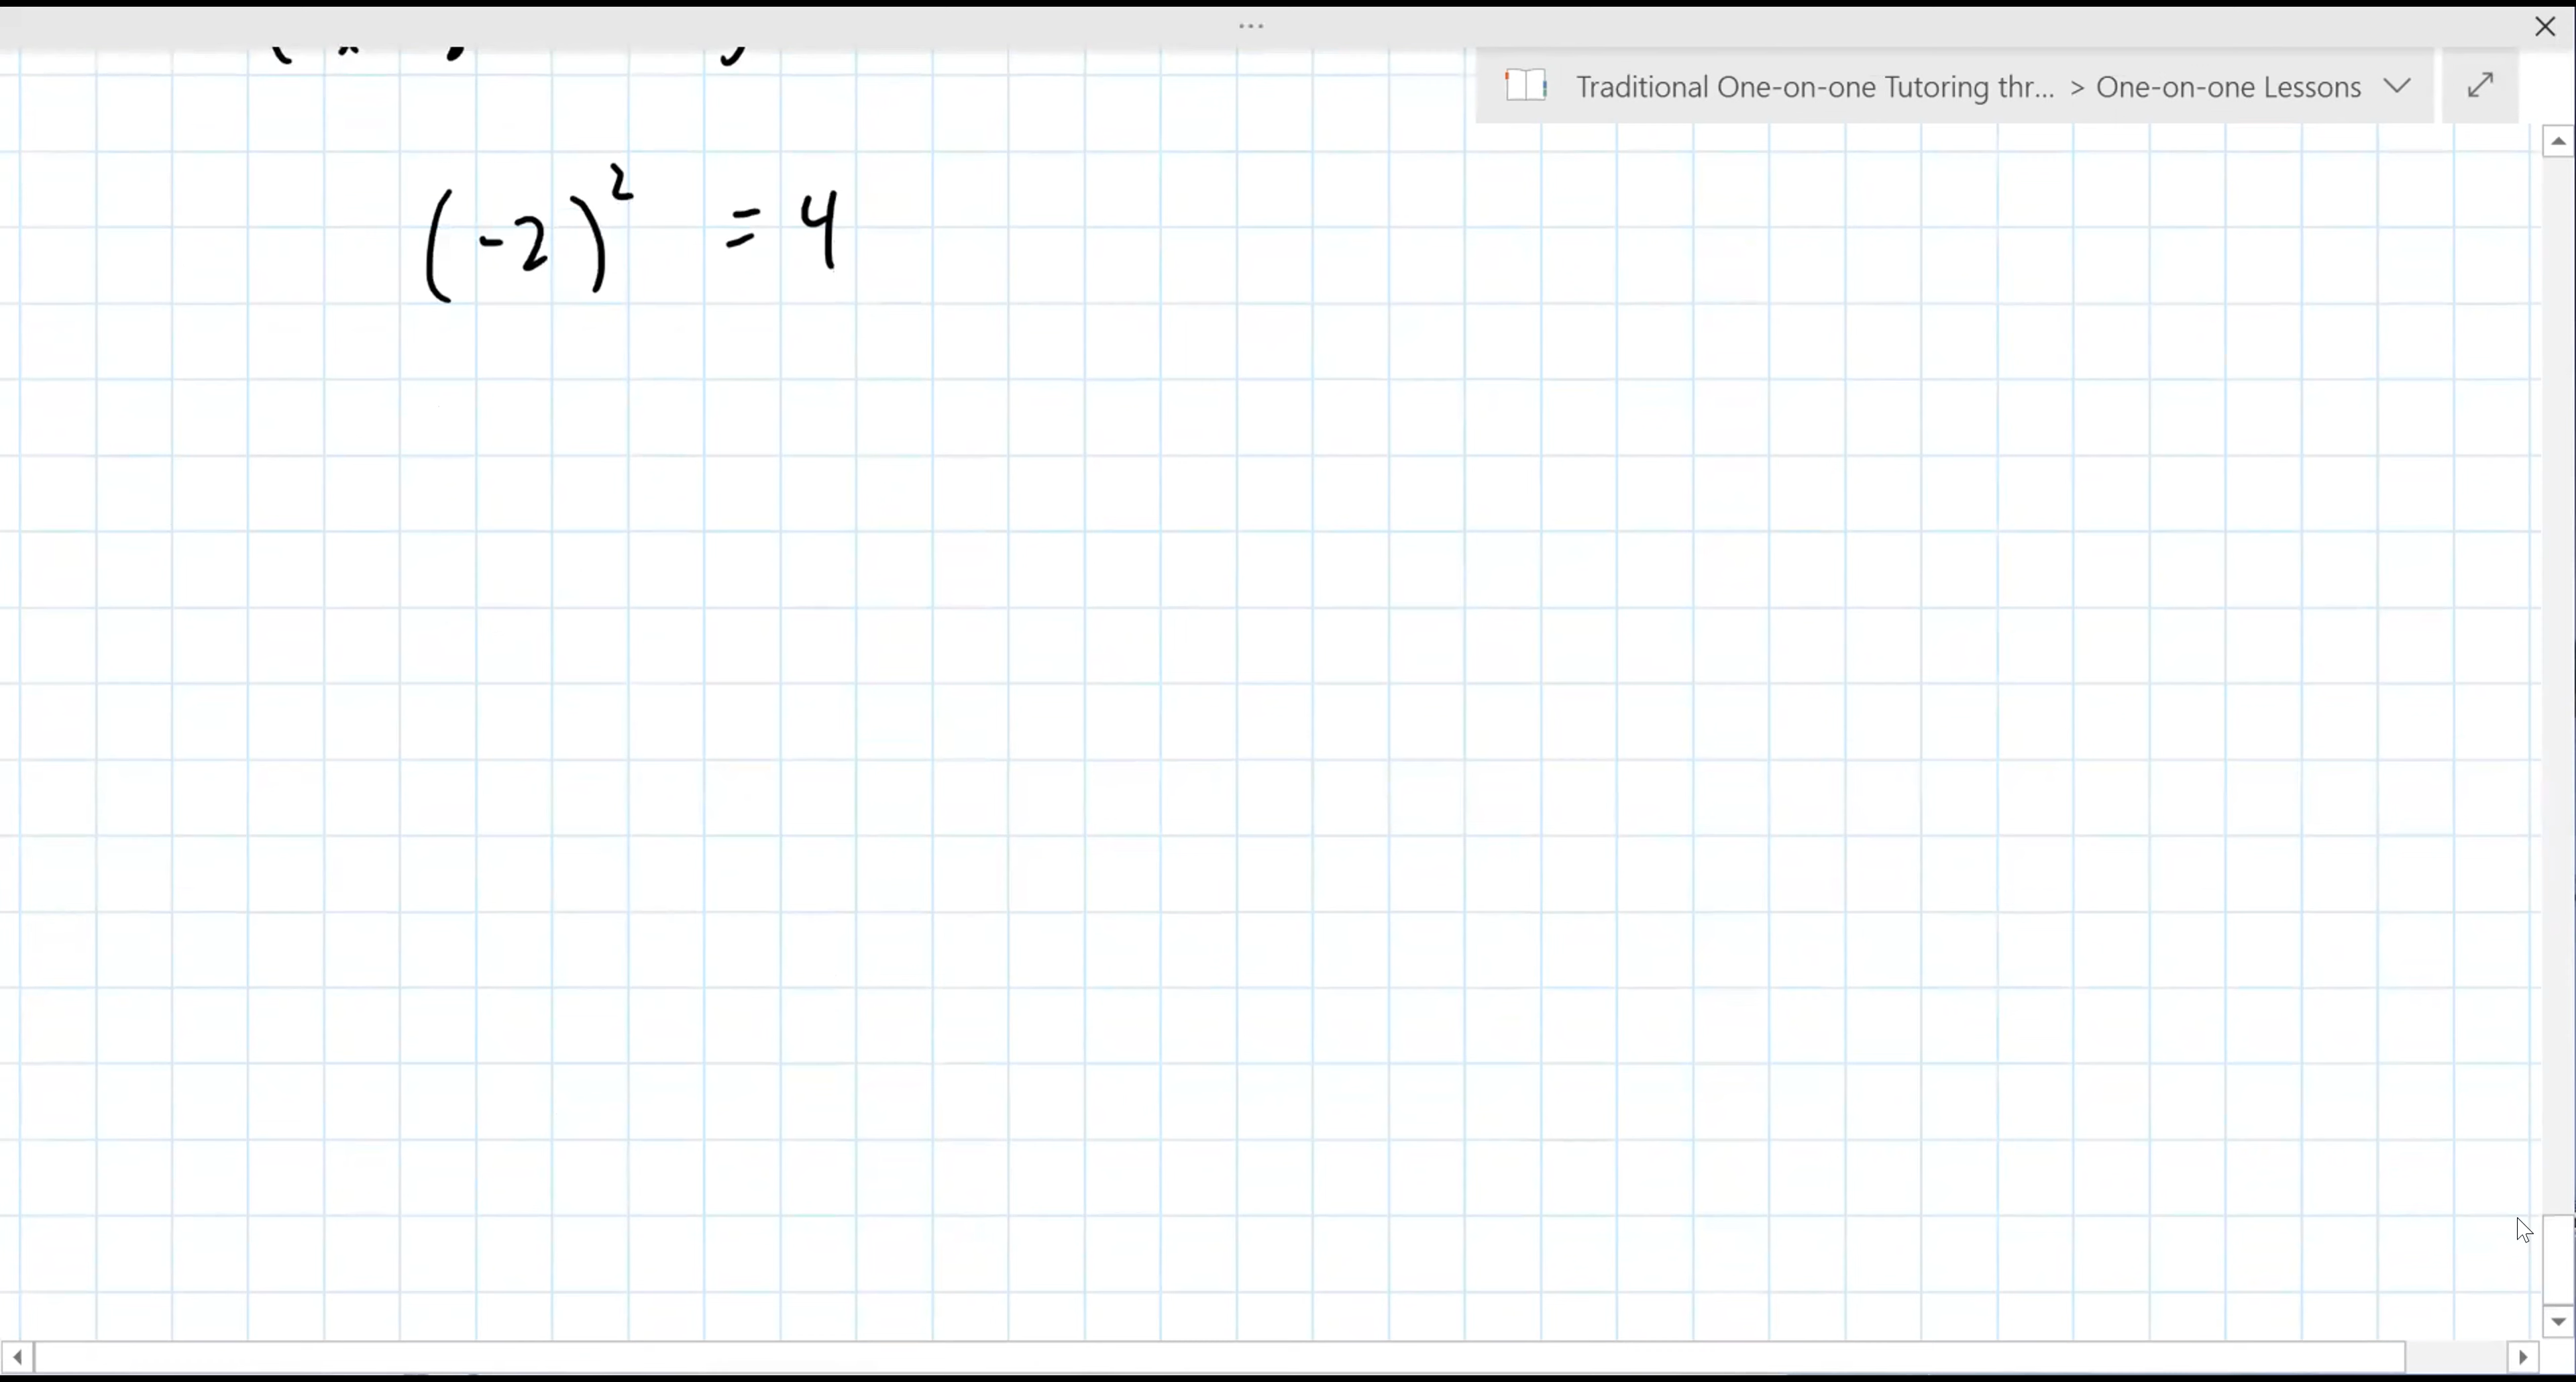 Traditional One-on-one Tutoring thr... > One-on-one Lessons
(-2)² = 4